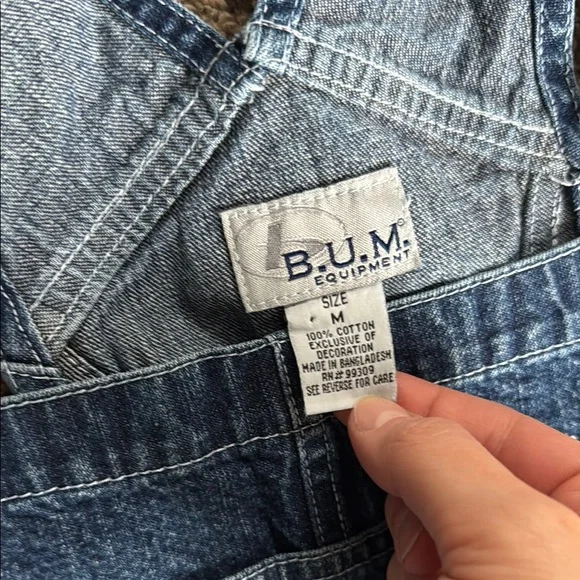 B.U.M.
EQUIPMENT
SIZE
M
100% COTTON
EXCLUSIVE OF
DECORATION
MADE IN BANGLADESH
RN# 99309
SEE REVERSE FOR CARE